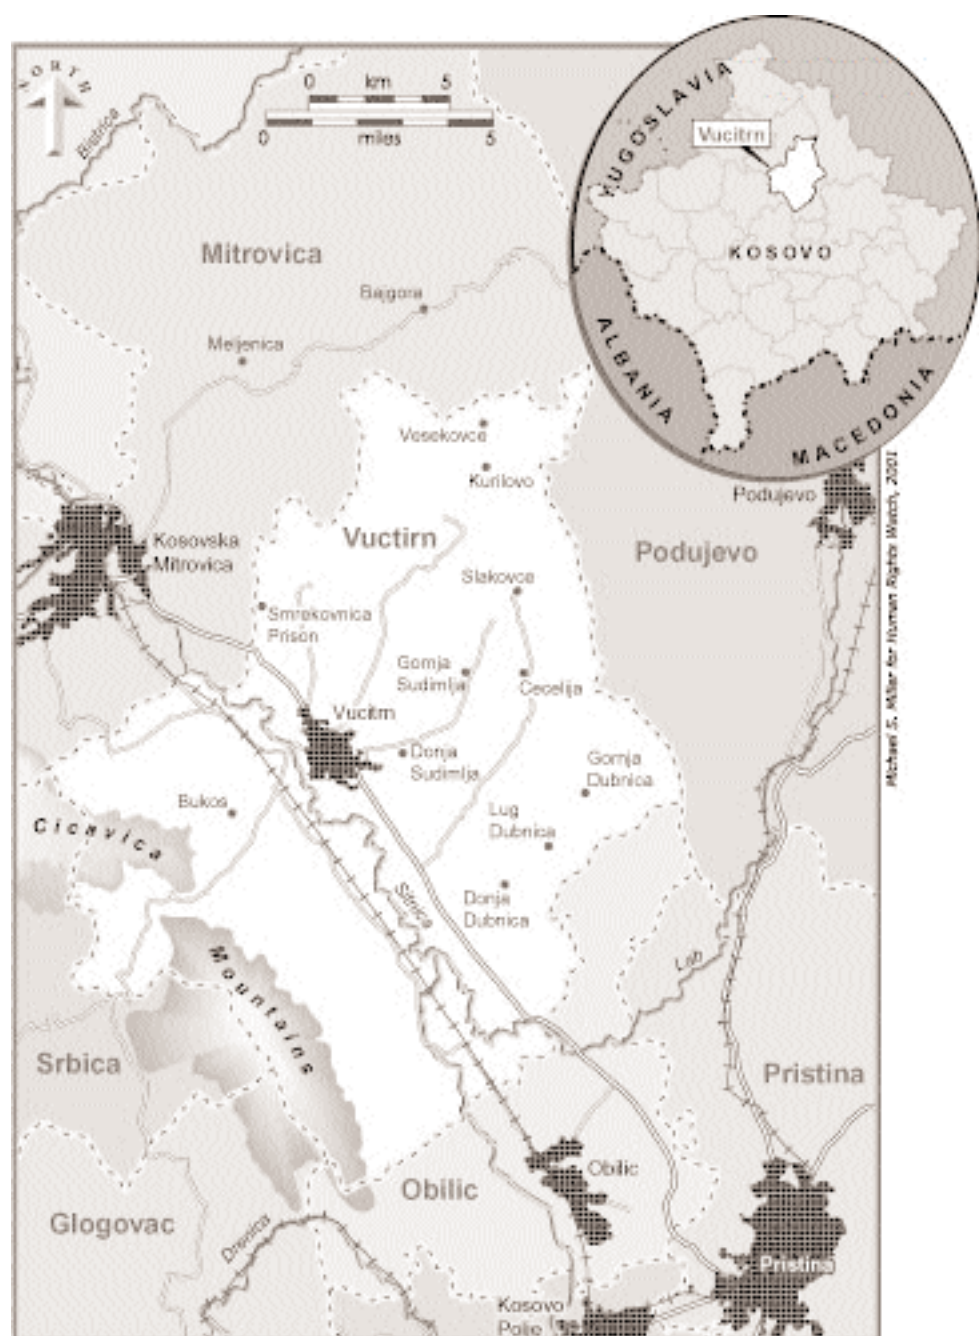 NORTH
0 km 5
0 miles 5
Bistrica
YUGOSLAVIA
Vucitrn
KOSOVO
ALBANIA
MACEDONIA
Mitrovica
Bajgora
Meljenica
Vesekovce
Kurilovo
Podujevo
Michael S. Miller for Human Rights Watch, 2001
Kosovska
Mitrovica
Vuctirn
Podujevo
Slakovce
Smrekovnica
Prison
Gornja
Sudimlja
Cecelija
Vucitrn
Donja
Sudimlja
Gornja
Dubnica
Bukos
Lug
Dubnica
Cicavica
Donja
Dubnica
Sitnica
Mountains
Lab
Srbica
Pristina
Obilic
Obilic
Glogovac
Drenica
Pristina
Kosovo
Polje